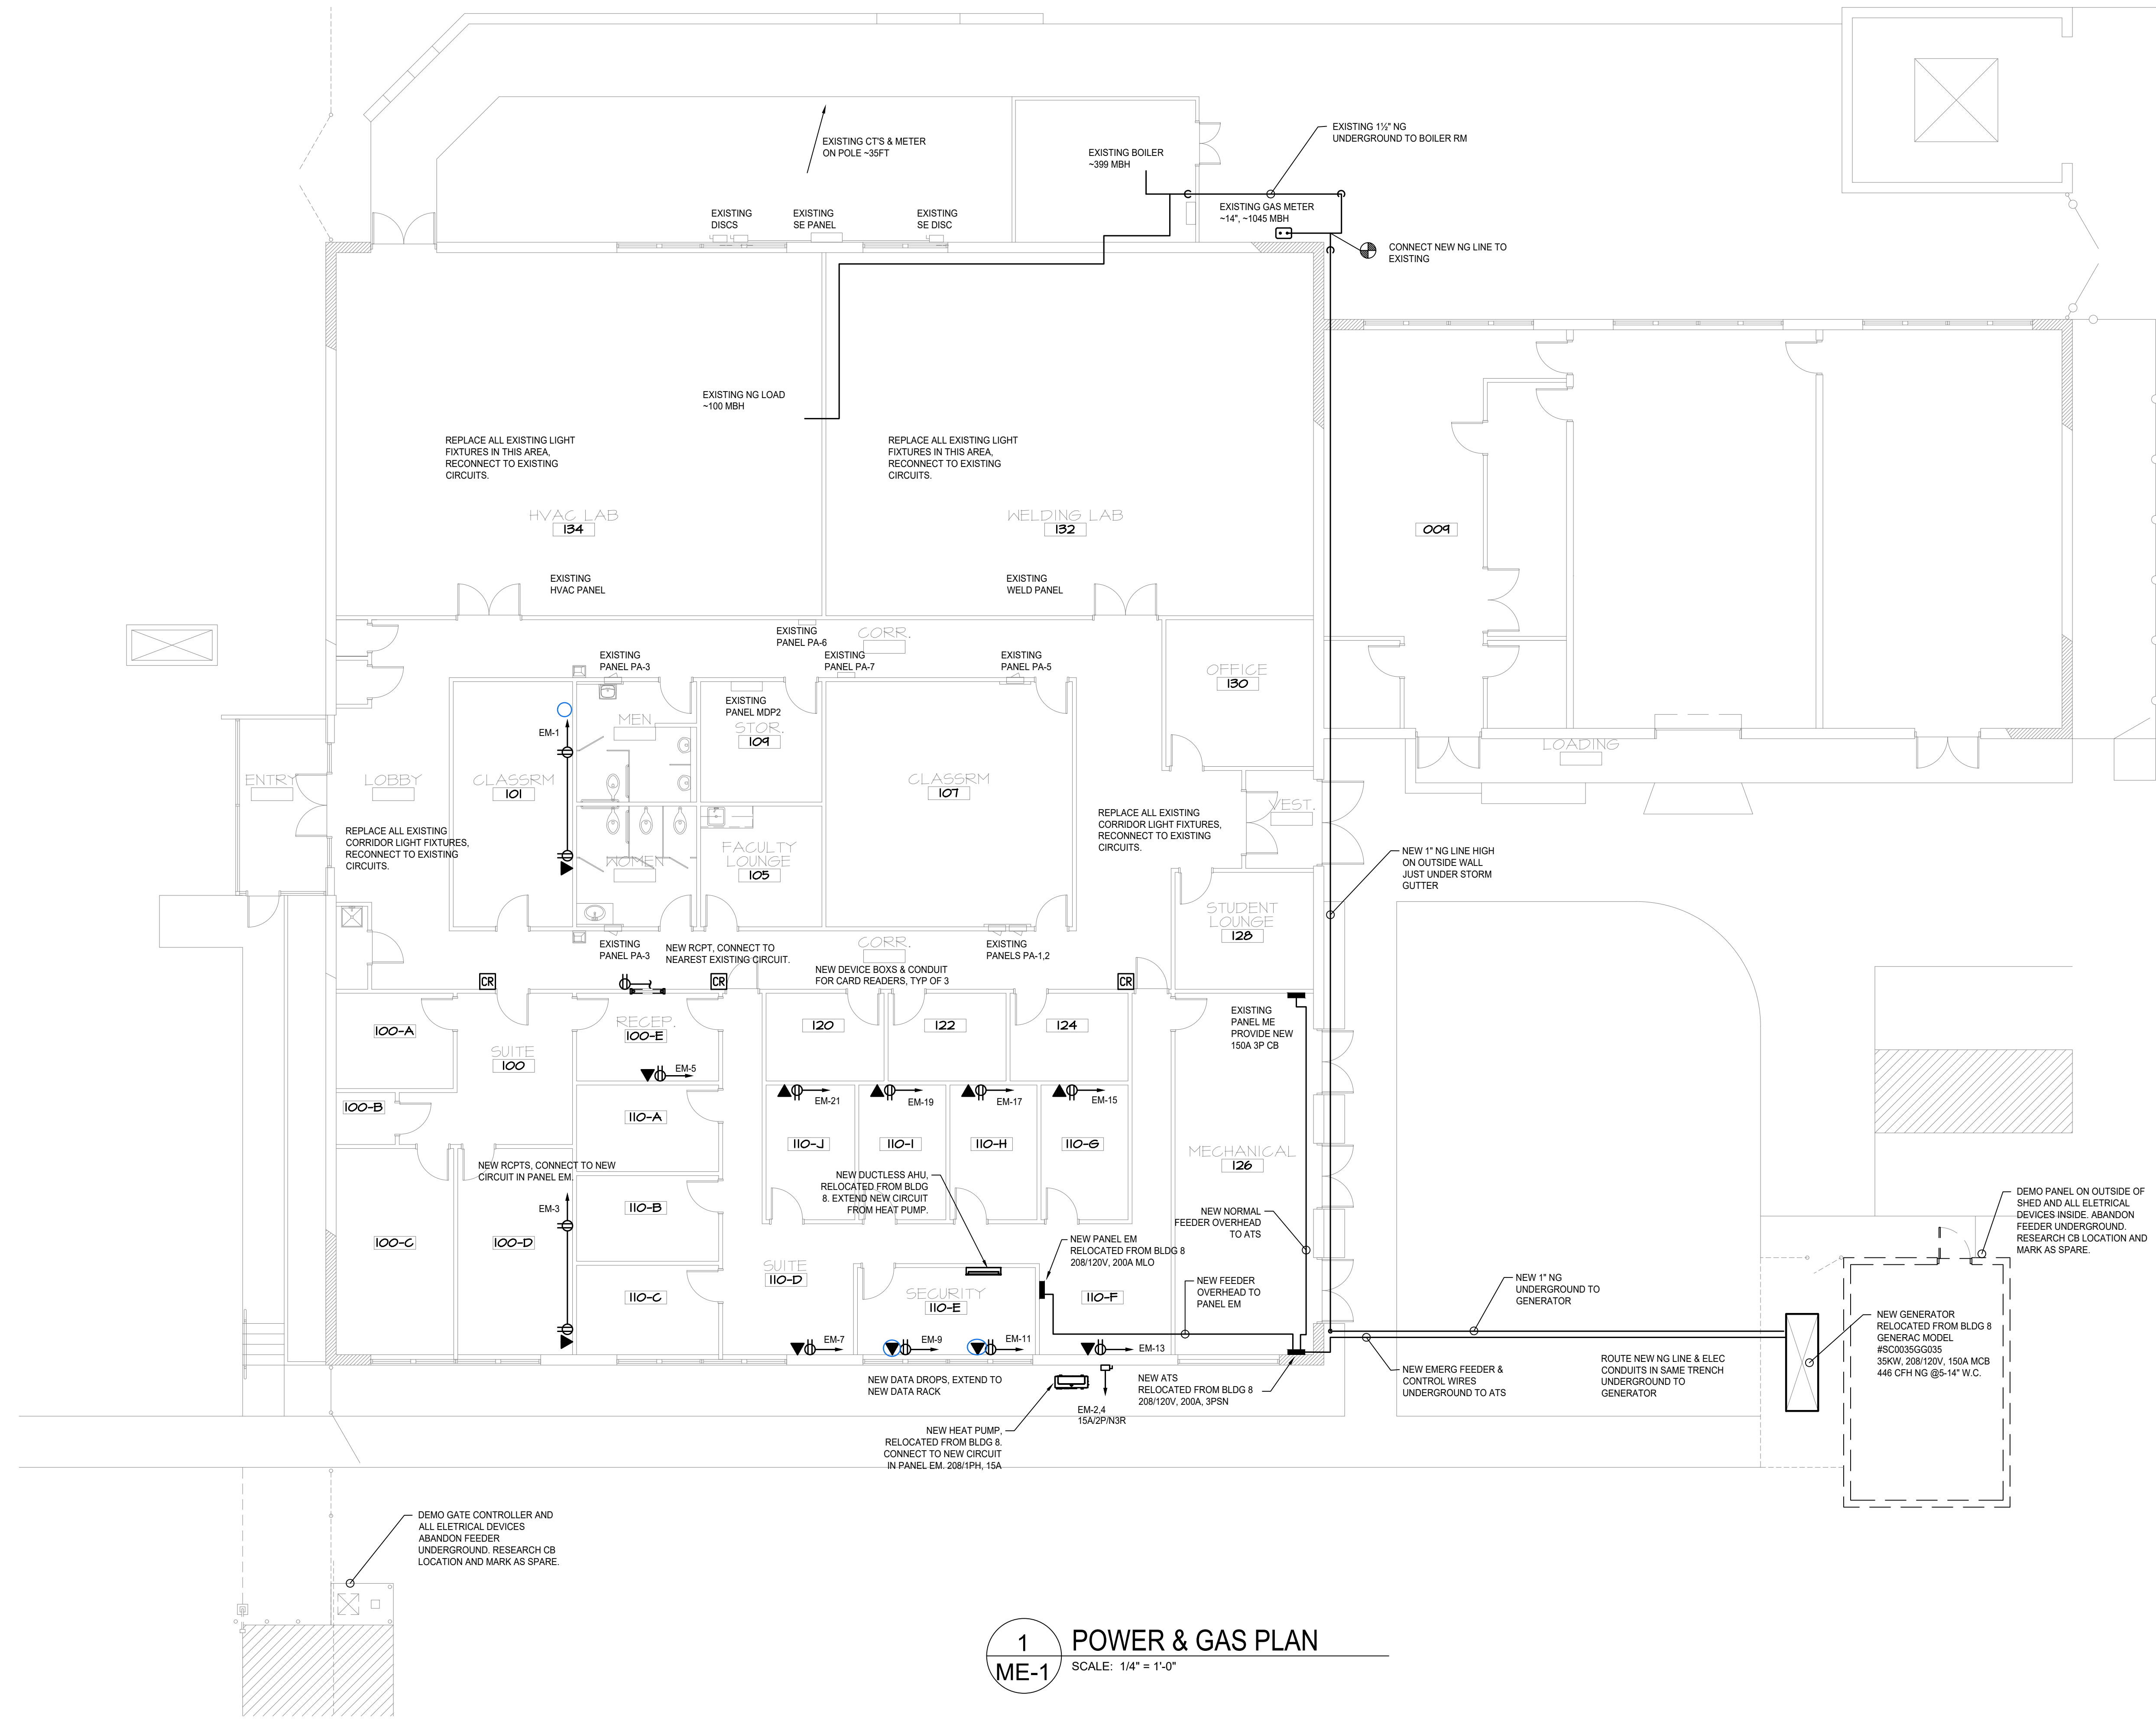 EXISTING CT'S & METER
ON POLE ~35FT
EXISTING BOILER
~399 MBH
EXISTING 1½" NG
UNDERGROUND TO BOILER RM
EXISTING
DISCS
EXISTING
SE PANEL
EXISTING
SE DISC
EXISTING GAS METER
~14", ~1045 MBH
CONNECT NEW NG LINE TO
EXISTING
EXISTING NG LOAD
~100 MBH
REPLACE ALL EXISTING LIGHT
FIXTURES IN THIS AREA,
RECONNECT TO EXISTING
CIRCUITS.
REPLACE ALL EXISTING LIGHT
FIXTURES IN THIS AREA,
RECONNECT TO EXISTING
CIRCUITS.
HVAC LAB
134
WELDING LAB
132
009
EXISTING
HVAC PANEL
EXISTING
WELD PANEL
EXISTING
PANEL PA-6
CORR.
EXISTING
PANEL PA-3
EXISTING
PANEL PA-7
EXISTING
PANEL PA-5
OFFICE
130
EXISTING
PANEL MDP2
MEN
STOR.
109
EM-1
LOADING
ENTRY
LOBBY
CLASSRM
101
CLASSRM
107
VEST.
REPLACE ALL EXISTING
CORRIDOR LIGHT FIXTURES,
RECONNECT TO EXISTING
CIRCUITS.
REPLACE ALL EXISTING
CORRIDOR LIGHT FIXTURES,
RECONNECT TO EXISTING
CIRCUITS.
WOMEN
FACULTY
LOUNGE
105
NEW 1" NG LINE HIGH
ON OUTSIDE WALL
JUST UNDER STORM
GUTTER
STUDENT
LOUNGE
128
EXISTING
PANEL PA-3
NEW RCPT, CONNECT TO
NEAREST EXISTING CIRCUIT.
CORR.
EXISTING
PANELS PA-1,2
NEW DEVICE BOXS & CONDUIT
FOR CARD READERS, TYP OF 3
CR
CR
CR
100-A
RECEP.
100-E
120
122
124
EXISTING
PANEL ME
PROVIDE NEW
150A 3P CB
SUITE
100
EM-5
100-B
110-A
EM-21
EM-19
EM-17
EM-15
110-J
110-I
110-H
110-G
MECHANICAL
126
NEW RCPTS, CONNECT TO NEW
CIRCUIT IN PANEL EM.
NEW DUCTLESS AHU,
RELOCATED FROM BLDG
8. EXTEND NEW CIRCUIT
FROM HEAT PUMP.
EM-3
110-B
100-C
100-D
NEW NORMAL
FEEDER OVERHEAD
TO ATS
DEMO PANEL ON OUTSIDE OF
SHED AND ALL ELETRICAL
DEVICES INSIDE. ABANDON
FEEDER UNDERGROUND.
RESEARCH CB LOCATION AND
MARK AS SPARE.
NEW PANEL EM
RELOCATED FROM BLDG 8
208/120V, 200A MLO
SUITE
110-D
110-C
SECURITY
110-E
NEW FEEDER
OVERHEAD TO
PANEL EM
110-F
NEW 1" NG
UNDERGROUND TO
GENERATOR
NEW GENERATOR
RELOCATED FROM BLDG 8
GENERAC MODEL
#SC0035GG035
35KW, 208/120V, 150A MCB
446 CFH NG @5-14" W.C.
EM-7
EM-9
EM-11
EM-13
NEW DATA DROPS, EXTEND TO
NEW DATA RACK
NEW ATS
RELOCATED FROM BLDG 8
208/120V, 200A, 3PSN
NEW EMERG FEEDER &
CONTROL WIRES
UNDERGROUND TO ATS
ROUTE NEW NG LINE & ELEC
CONDUITS IN SAME TRENCH
UNDERGROUND TO
GENERATOR
EM-2,4
15A/2P/N3R
NEW HEAT PUMP,
RELOCATED FROM BLDG 8.
CONNECT TO NEW CIRCUIT
IN PANEL EM. 208/1PH, 15A
DEMO GATE CONTROLLER AND
ALL ELETRICAL DEVICES
ABANDON FEEDER
UNDERGROUND. RESEARCH CB
LOCATION AND MARK AS SPARE.
1
ME-1
POWER & GAS PLAN
SCALE: 1/4" = 1'-0"